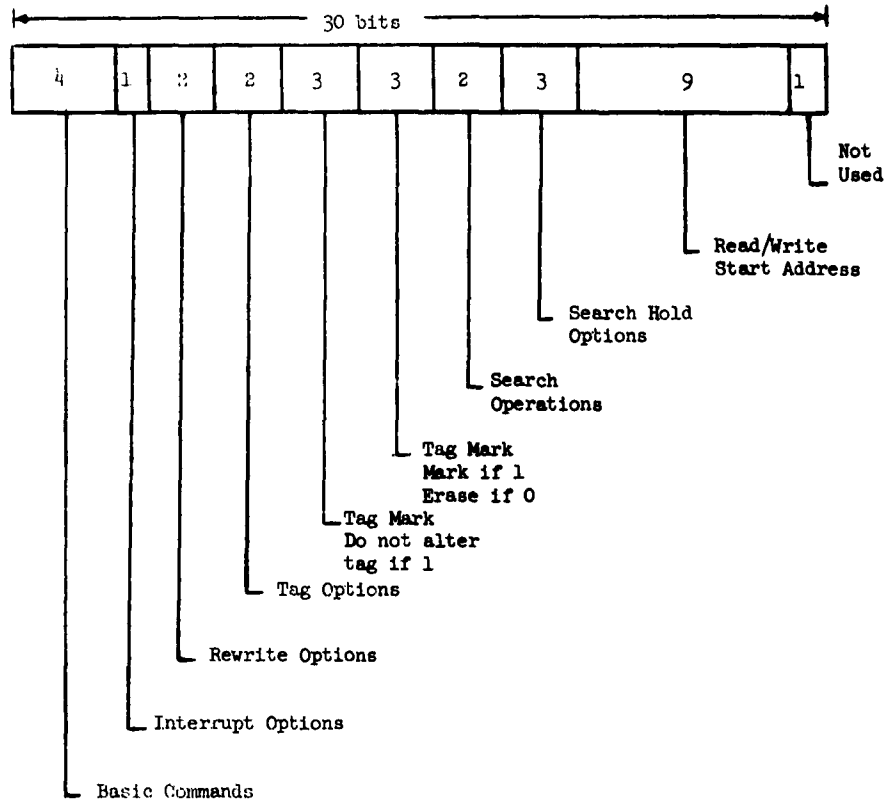 30 bits
4 1 2 2 3 3 2 3 9 1
Not
Used
Read/Write
Start Address
Search Hold
Options
Search
Operations
Tag Mark
Mark if 1
Erase if 0
Tag Mark
Do not alter
tag if 1
Tag Options
Rewrite Options
Interrupt Options
Basic Commands